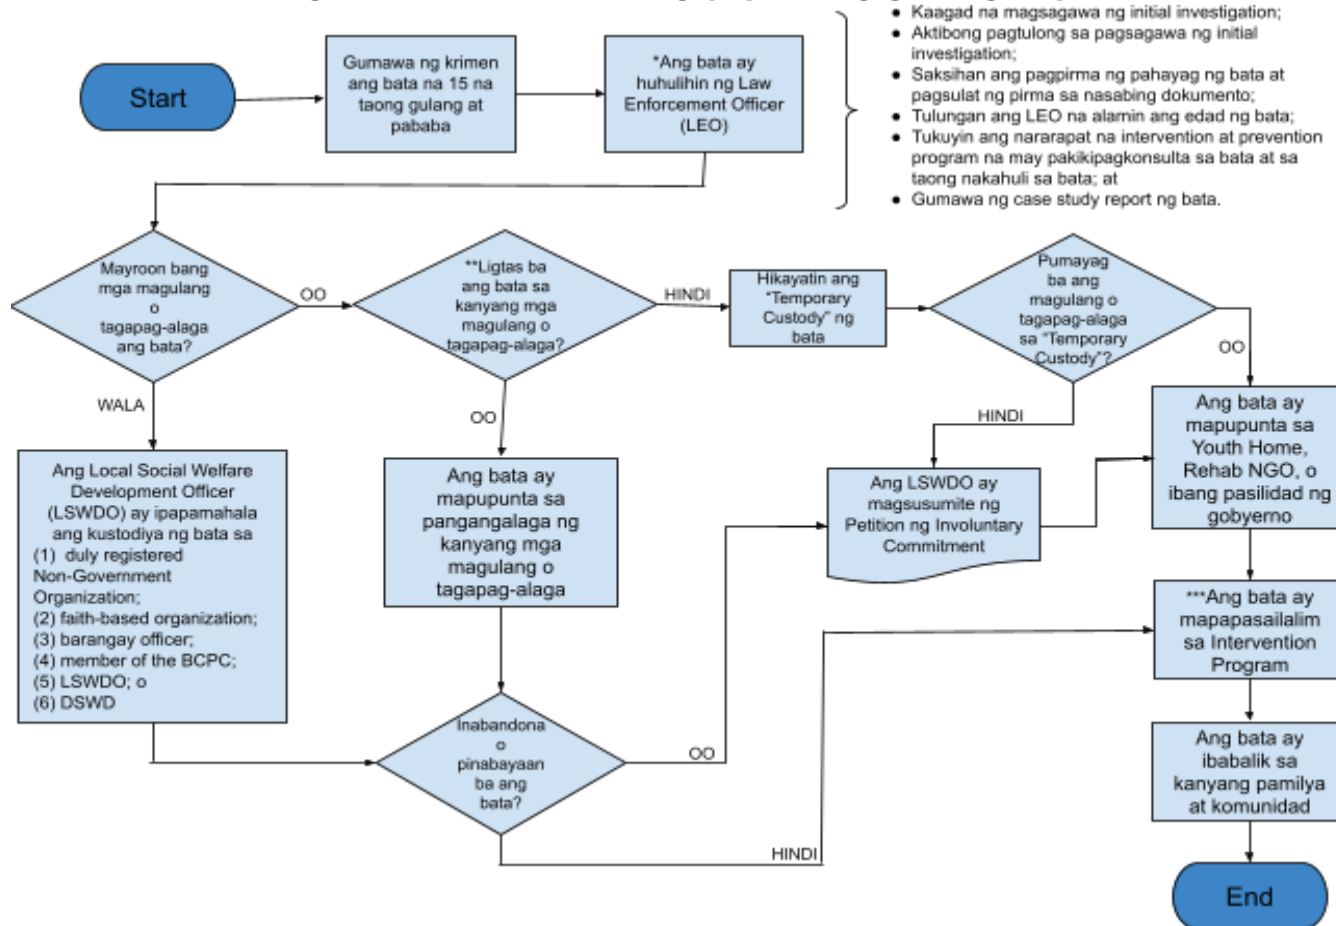 Start
Gumawa ng krimen
ang bata na 15 na
taong gulang at
pababa
*Ang bata ay
huhulihin ng Law
Enforcement Officer
(LEO)
● Kaagad na magsagawa ng initial investigation;
● Aktibong pagtulong sa pagsagawa ng initial
investigation;
● Saksihan ang pagpirma ng pahayag ng bata at
pagsulat ng pirma sa nasabing dokumento;
● Tulungan ang LEO na alamin ang edad ng bata;
● Tukuyin ang nararapat na intervention at prevention
program na may pakikipagkonsulta sa bata at sa
taong nakahuli sa bata; at
● Gumawa ng case study report ng bata.
Mayroon bang
mga magulang
o
tagapag-alaga
ang bata?
OO
**Ligtas ba
ang bata sa
kanyang mga
magulang o
tagapag-alaga?
HINDI
Hikayatin ang
“Temporary
Custody” ng
bata
Pumayag
ba ang
magulang o
tagapag-alaga
sa “Temporary
Custody”?
OO
WALA
OO
HINDI
Ang Local Social Welfare
Development Officer
(LSWDO) ay ipapamahala
ang kustodiya ng bata sa
(1) duly registered
Non-Government
Organization;
(2) faith-based organization;
(3) barangay officer;
(4) member of the BCPC;
(5) LSWDO; o
(6) DSWD
Ang bata ay
mapupunta sa
pangangalaga ng
kanyang mga
magulang o
tagapag-alaga
Ang LSWDO ay
magsusumite ng
Petition ng Involuntary
Commitment
Ang bata ay
mapupunta sa
Youth Home,
Rehab NGO, o
ibang pasilidad ng
gobyerno
***Ang bata ay
mapapasailalim
sa Intervention
Program
Inabandona
o
pinabayaan
ba ang
bata?
OO
HINDI
Ang bata ay
ibabalik sa
kanyang pamilya
at komunidad
End